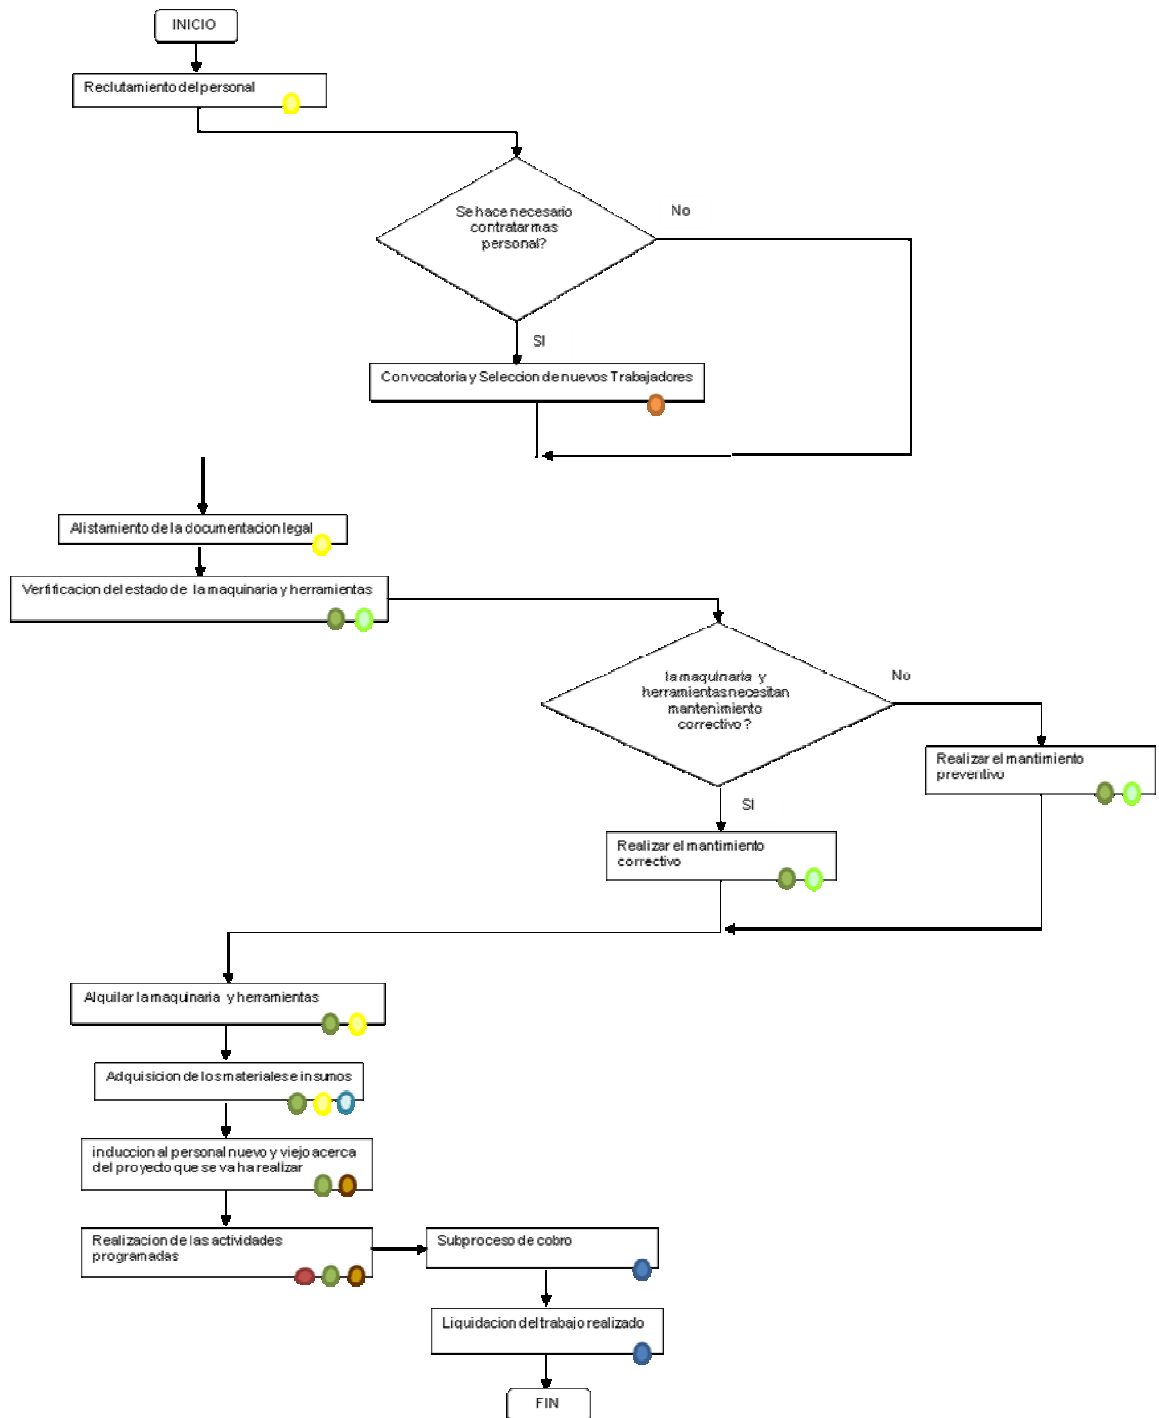 INICIO
Reclutamiento del personal
Se hace necesario
contratar mas
personal?
No
SI
Convocatoria y Seleccion de nuevos Trabajadores
Alistamiento de la documentacion legal
Verfificacion del estado de la maquinaria y herramientas
la maquinaria y
herramientas necesitan
mantenimiento
correctivo?
No
Realizar el mantimiento
preventivo
SI
Realizar el mantimiento
correctivo
Alquilar la maquinaria y herramientas
Adquisicion de los materiales e insumos
induccion al personal nuevo y viejo acerca
del proyecto que se va ha realizar
Realizacion de las actividades
programadas
Subproceso de cobro
Liquidacion del trabajo realizado
FIN